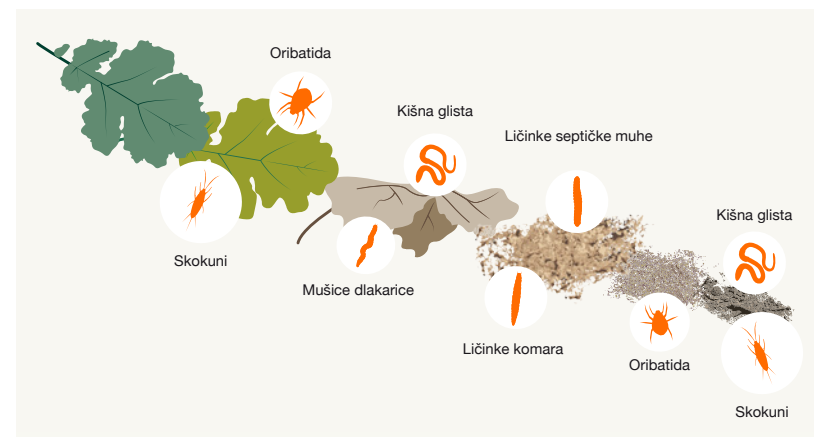 Oribatida
Kišna glista
Ličinke septičke muhe
Kišna glista
Skokuni
Mušice dlakarice
Ličinke komara
Oribatida
Skokuni